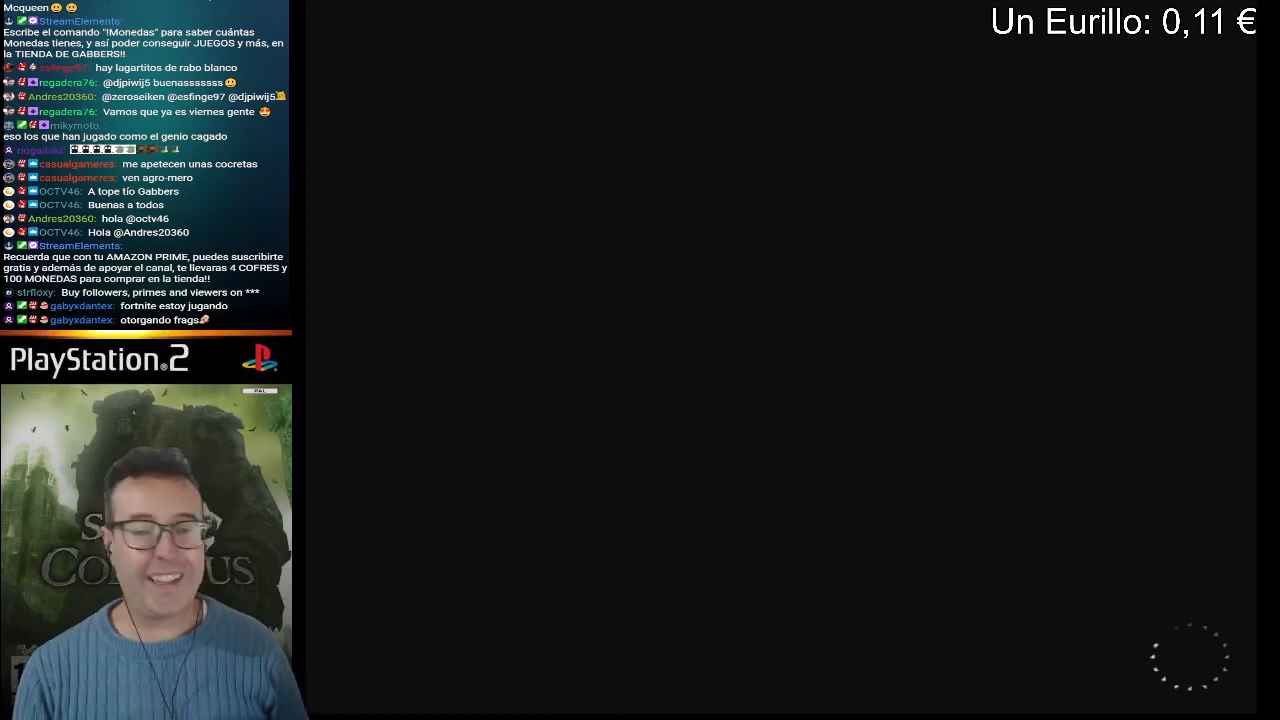 Mcqueen
StreamElements:
Escribe el comando "!Monedas" para saber cuántas
Monedas tienes, y así poder conseguir JUEGOS y más, en
la TIENDA DE GABBERS!!
esfinge97: hay lagartitos de rabo blanco
regadera76: @djpiwij5 buenasssssss
Andres20360: @zeroseiken @esfinge97 @djpiwij5
regadera76: Vamos que ya es viernes gente
mikymoto_:
eso los que han jugado como el genio cagado
casualgameres: me apetecen unas cocretas
casualgameres: ven agro-mero
OCTV46: A tope tío Gabbers
OCTV46: Buenas a todos
Andres20360: hola @octv46
OCTV46: Hola @Andres20360
StreamElements:
Recuerda que con tu AMAZON PRIME, puedes suscribirte
gratis y además de apoyar el canal, te llevaras 4 COFRES y
100 MONEDAS para comprar en la tienda!!
strfloxy: Buy followers, primes and viewers on ***
gabyxdantex: fortnite estoy jugando
gabyxdantex: otorgando frags
PlayStation.2
PAL
Un Eurillo: 0,11 €